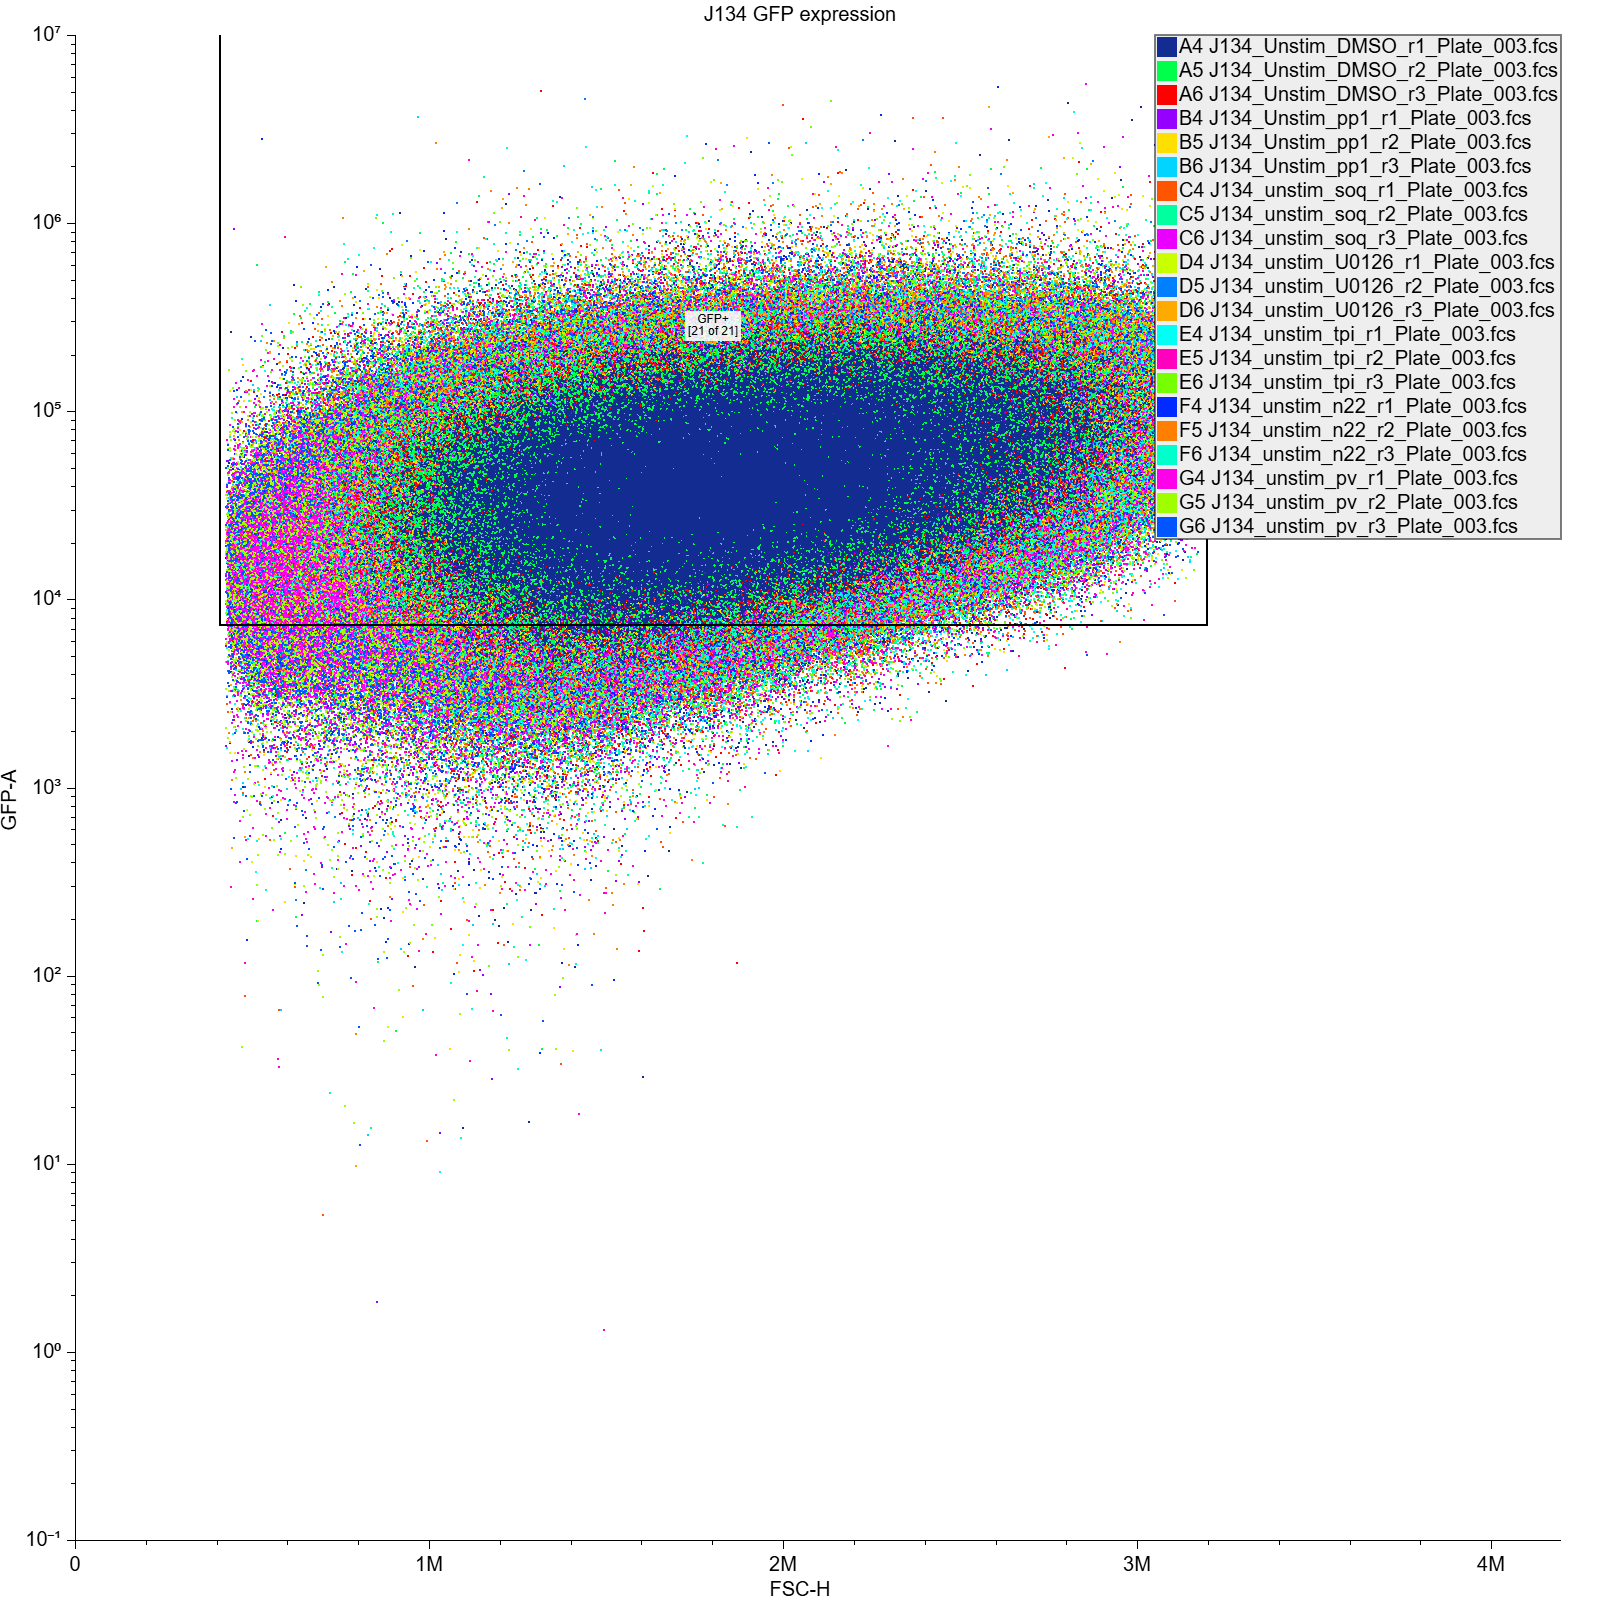 J134 GFP expression
10⁷
10⁶
10⁵
10⁴
10³
10²
10¹
10⁰
10⁻¹
GFP-A
GFP+
[21 of 21]
A4 J134_Unstim_DMSO_r1_Plate_003.fcs
A5 J134_Unstim_DMSO_r2_Plate_003.fcs
A6 J134_Unstim_DMSO_r3_Plate_003.fcs
B4 J134_Unstim_pp1_r1_Plate_003.fcs
B5 J134_Unstim_pp1_r2_Plate_003.fcs
B6 J134_Unstim_pp1_r3_Plate_003.fcs
C4 J134_unstim_soq_r1_Plate_003.fcs
C5 J134_unstim_soq_r2_Plate_003.fcs
C6 J134_unstim_soq_r3_Plate_003.fcs
D4 J134_unstim_U0126_r1_Plate_003.fcs
D5 J134_unstim_U0126_r2_Plate_003.fcs
D6 J134_unstim_U0126_r3_Plate_003.fcs
E4 J134_unstim_tpi_r1_Plate_003.fcs
E5 J134_unstim_tpi_r2_Plate_003.fcs
E6 J134_unstim_tpi_r3_Plate_003.fcs
F4 J134_unstim_n22_r1_Plate_003.fcs
F5 J134_unstim_n22_r2_Plate_003.fcs
F6 J134_unstim_n22_r3_Plate_003.fcs
G4 J134_unstim_pv_r1_Plate_003.fcs
G5 J134_unstim_pv_r2_Plate_003.fcs
G6 J134_unstim_pv_r3_Plate_003.fcs
0 1M 2M 3M 4M
FSC-H